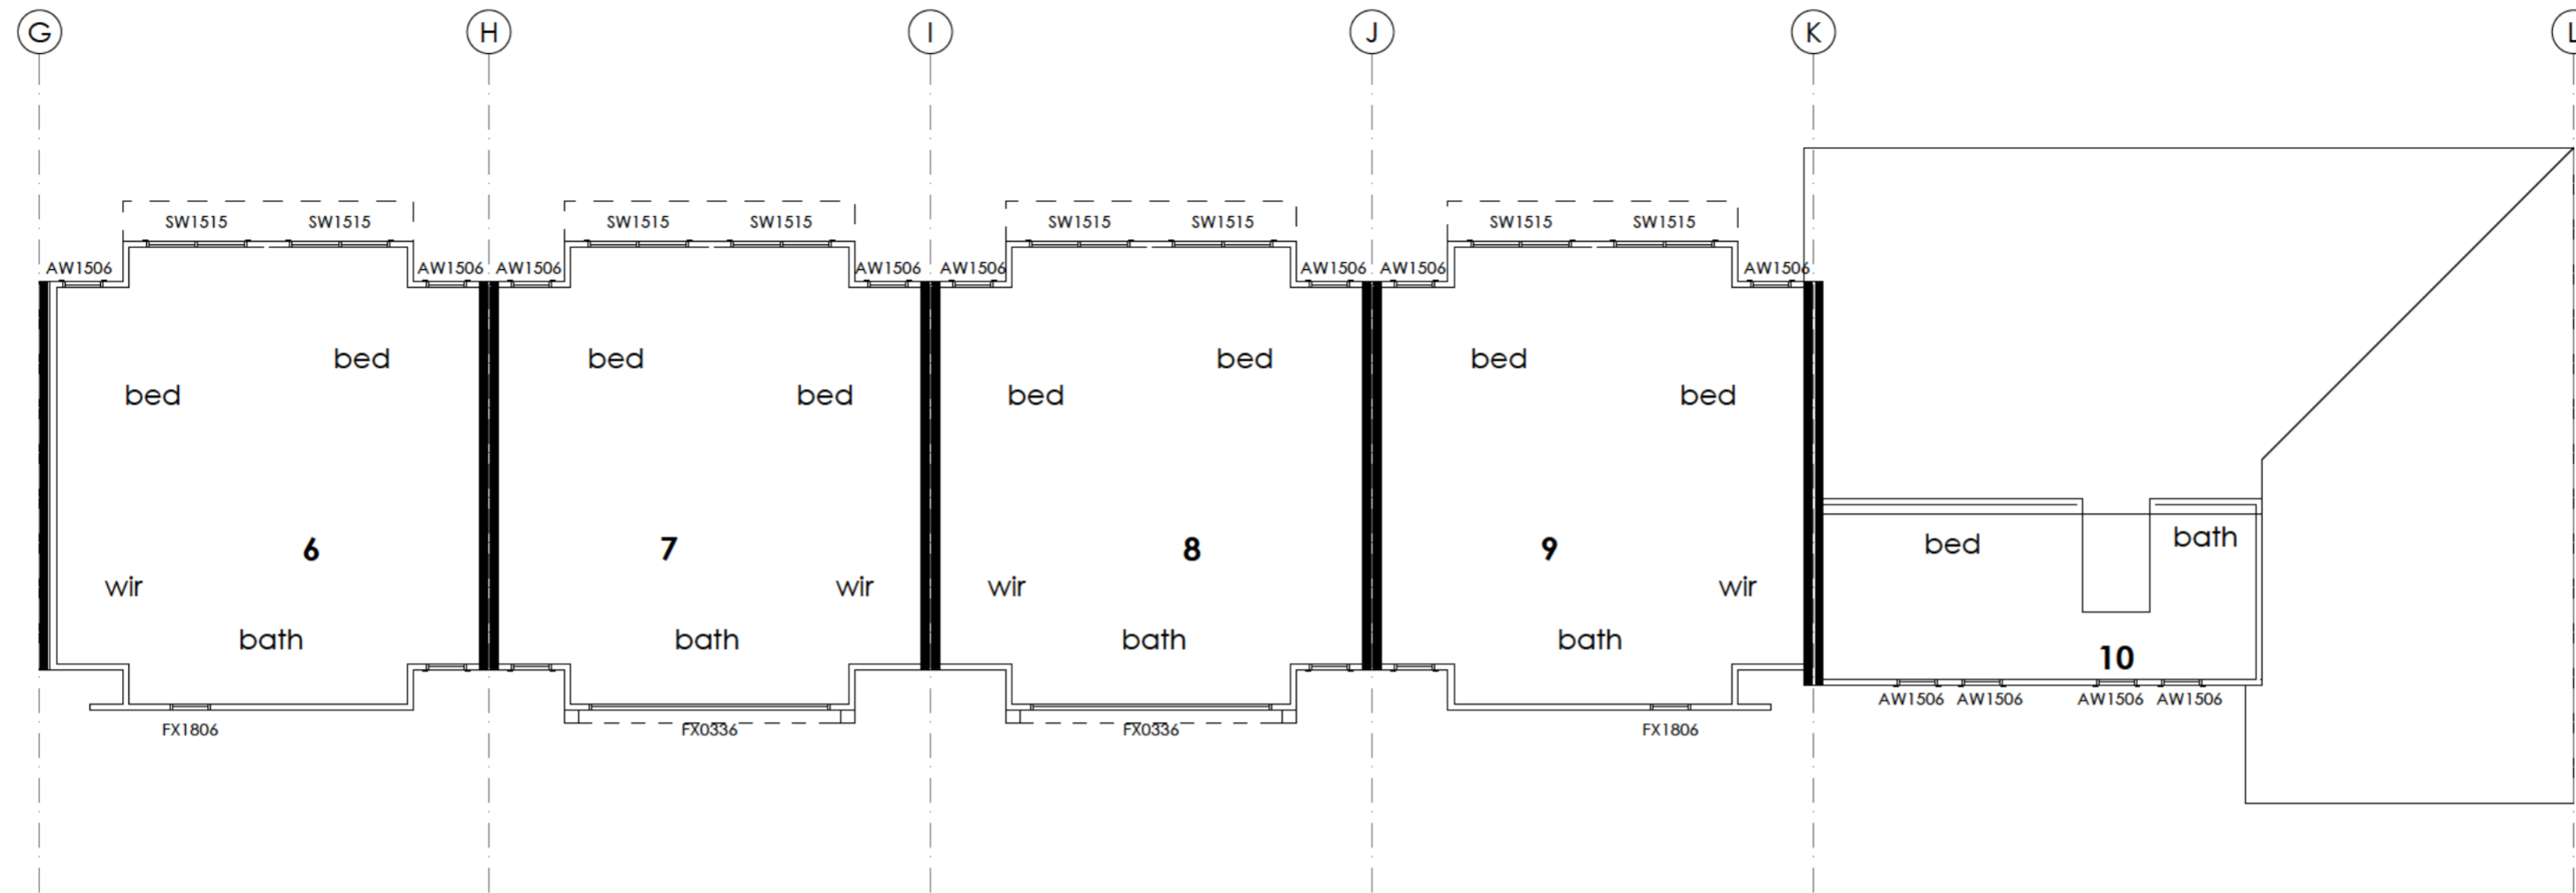 G H I J K L
SW1515 SW1515 SW1515 SW1515 SW1515 SW1515 SW1515 SW1515
AW1506 AW1506 AW1506 AW1506 AW1506 AW1506 AW1506 AW1506
bed bed bed bed
bed bed bed bed
bed bath
6 7 8 9
wir wir wir wir
bath bath bath bath
10
AW1506 AW1506 AW1506 AW1506
FX1806 FX0336 FX0336 FX1806